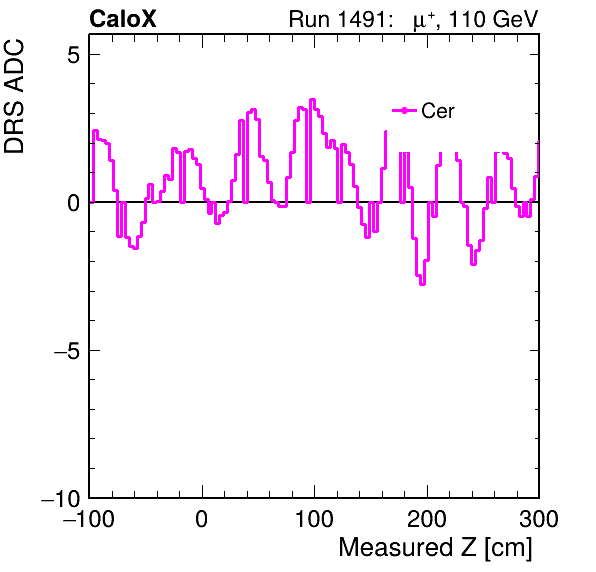 CaloX Run 1491: μ⁺, 110 GeV
DRS ADC
5
0
−5
−10
Cer
−100 0 100 200 300
Measured Z [cm]